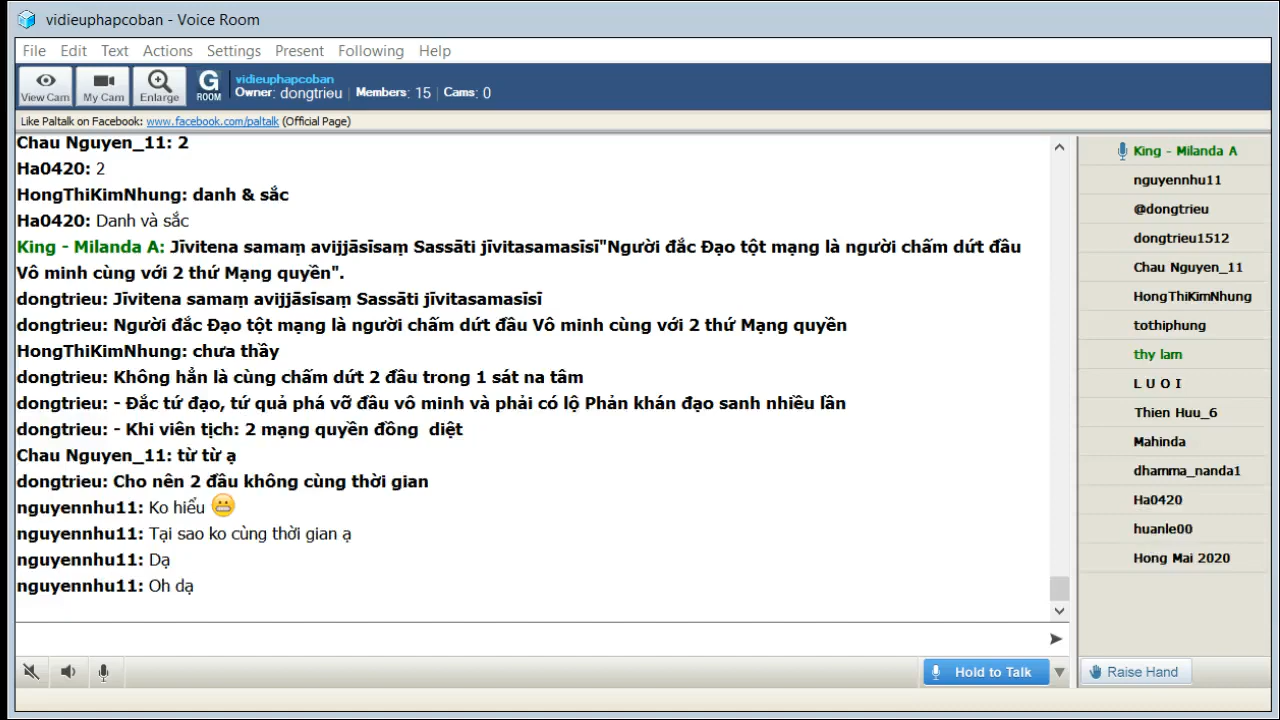 vidieuphapcoban - Voice Room
File Edit Text Actions Settings Present Following Help
View Cam My Cam Enlarge G ROOM
vidieuphapcoban
Owner: dongtrieu | Members: 15 | Cams: 0
Like Paltalk on Facebook: www.facebook.com/paltalk (Official Page)
Chau Nguyen_11: 2
Ha0420: 2
HongThiKimNhung: danh & sắc
Ha0420: Danh và sắc
King - Milanda A: Jīvitena samaṃ avijjāsīsaṃ Sassāti jīvitasamasīsī"Người đắc Đạo tột mạng là người chấm dứt đầu
Vô minh cùng với 2 thứ Mạng quyền".
dongtrieu: Jīvitena samaṃ avijjāsīsaṃ Sassāti jīvitasamasīsī
dongtrieu: Người đắc Đạo tột mạng là người chấm dứt đầu Vô minh cùng với 2 thứ Mạng quyền
HongThiKimNhung: chưa thầy
dongtrieu: Không hẳn là cùng chấm dứt 2 đầu trong 1 sát na tâm
dongtrieu: - Đắc tứ đạo, tứ quả phá vỡ đầu vô minh và phải có lộ Phản khán đạo sanh nhiều lần
dongtrieu: - Khi viên tịch: 2 mạng quyền đồng diệt
Chau Nguyen_11: từ từ ạ
dongtrieu: Cho nên 2 đầu không cùng thời gian
nguyennhu11: Ko hiểu 😬
nguyennhu11: Tại sao ko cùng thời gian ạ
nguyennhu11: Dạ
nguyennhu11: Oh dạ
King - Milanda A
nguyennhu11
@dongtrieu
dongtrieu1512
Chau Nguyen_11
HongThiKimNhung
tothiphung
thy lam
L U O I
Thien Huu_6
Mahinda
dhamma_nanda1
Ha0420
huanle00
Hong Mai 2020
Hold to Talk
Raise Hand